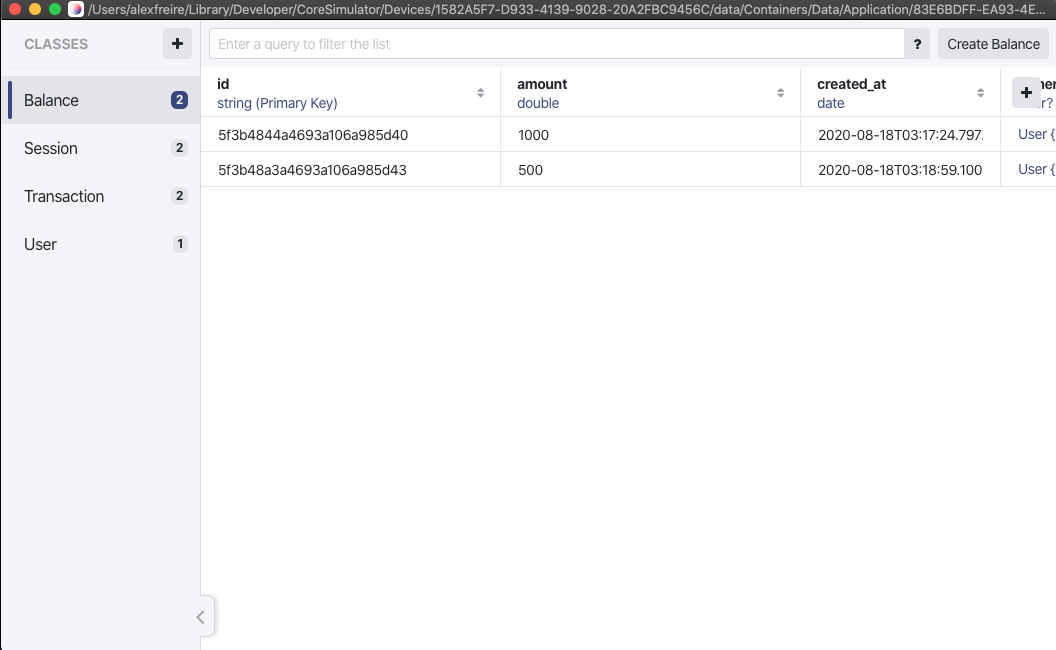 /Users/alexfreire/Library/Developer/CoreSimulator/Devices/1582A5F7-D933-4139-9028-20A2FBC9456C/data/Containers/Data/Application/83E6BDFF-EA93-4E...
CLASSES +
Enter a query to filter the list ? Create Balance
Balance 2
Session 2
Transaction 2
User 1
id amount created_at +
string (Primary Key) double date
5f3b4844a4693a106a985d40 1000 2020-08-18T03:17:24.797 User {
5f3b48a3a4693a106a985d43 500 2020-08-18T03:18:59.100 User {